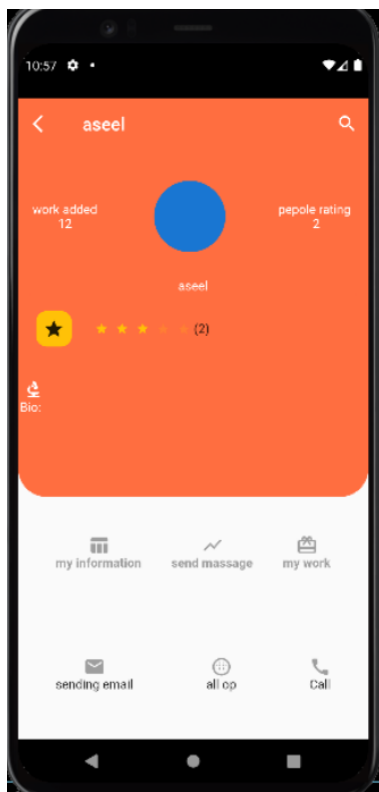 10:57
aseel
work added
12
pepole rating
2
aseel
(2)
Bio:
my information
send massage
my work
sending email
all op
Call